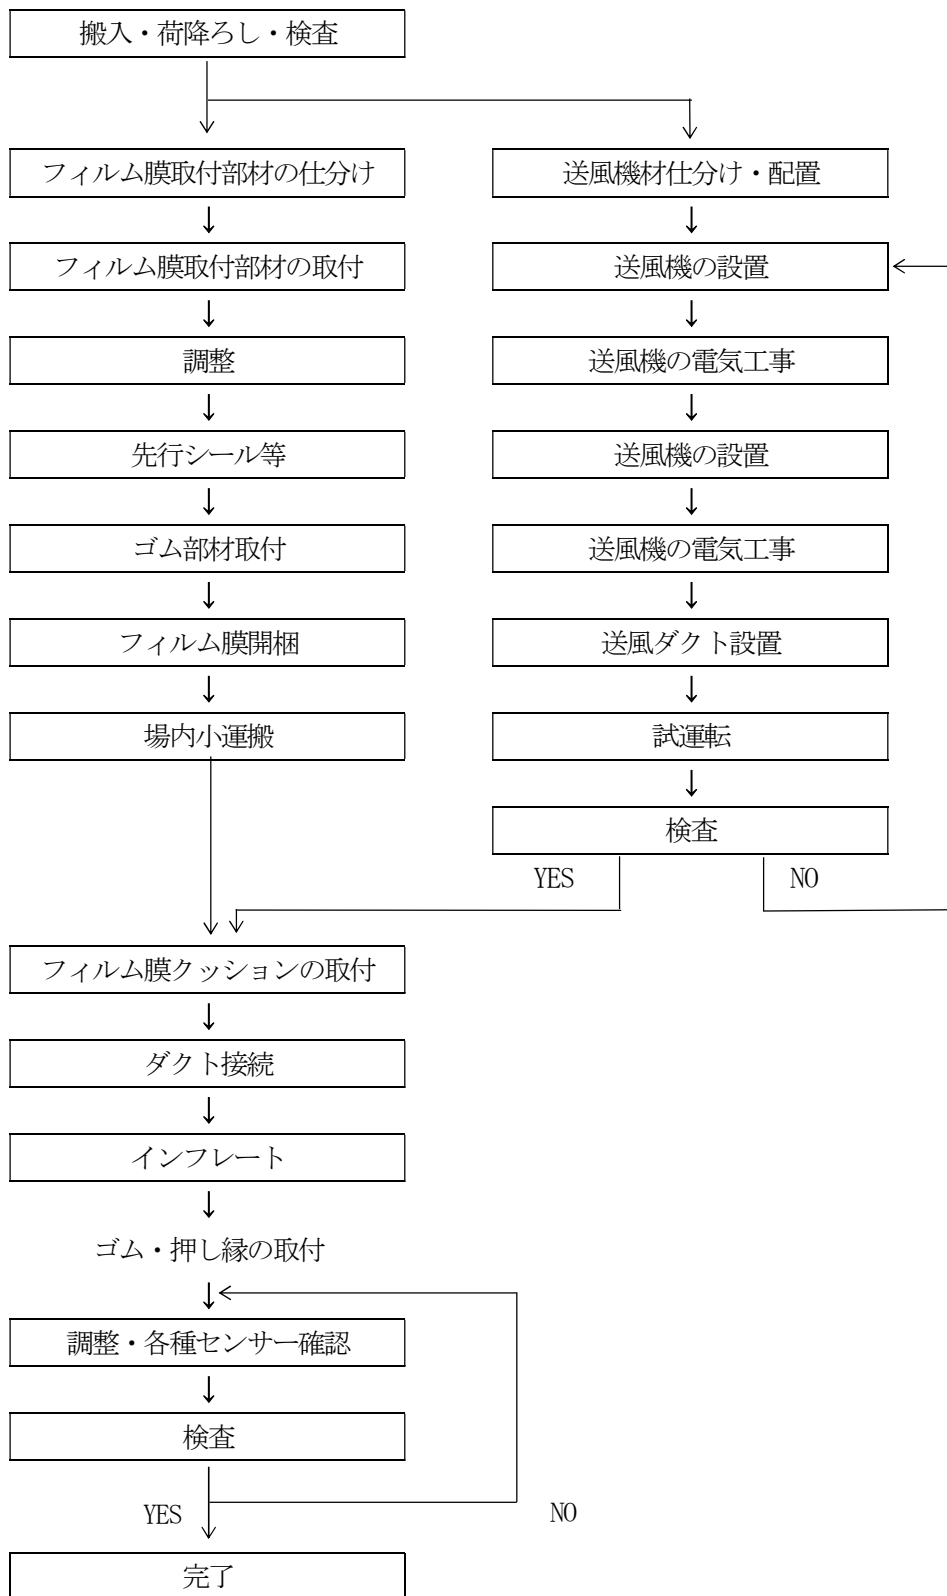 搬入・荷降ろし・検査
フィルム膜取付部材の仕分け
送風機材仕分け・配置
フィルム膜取付部材の取付
送風機の設置
調整
送風機の電気工事
先行シール等
送風機の設置
ゴム部材取付
送風機の電気工事
フィルム膜開梱
送風ダクト設置
場内小運搬
試運転
検査
YES
NO
フィルム膜クッションの取付
ダクト接続
インフレート
ゴム・押し縁の取付
調整・各種センサー確認
検査
YES
NO
完了